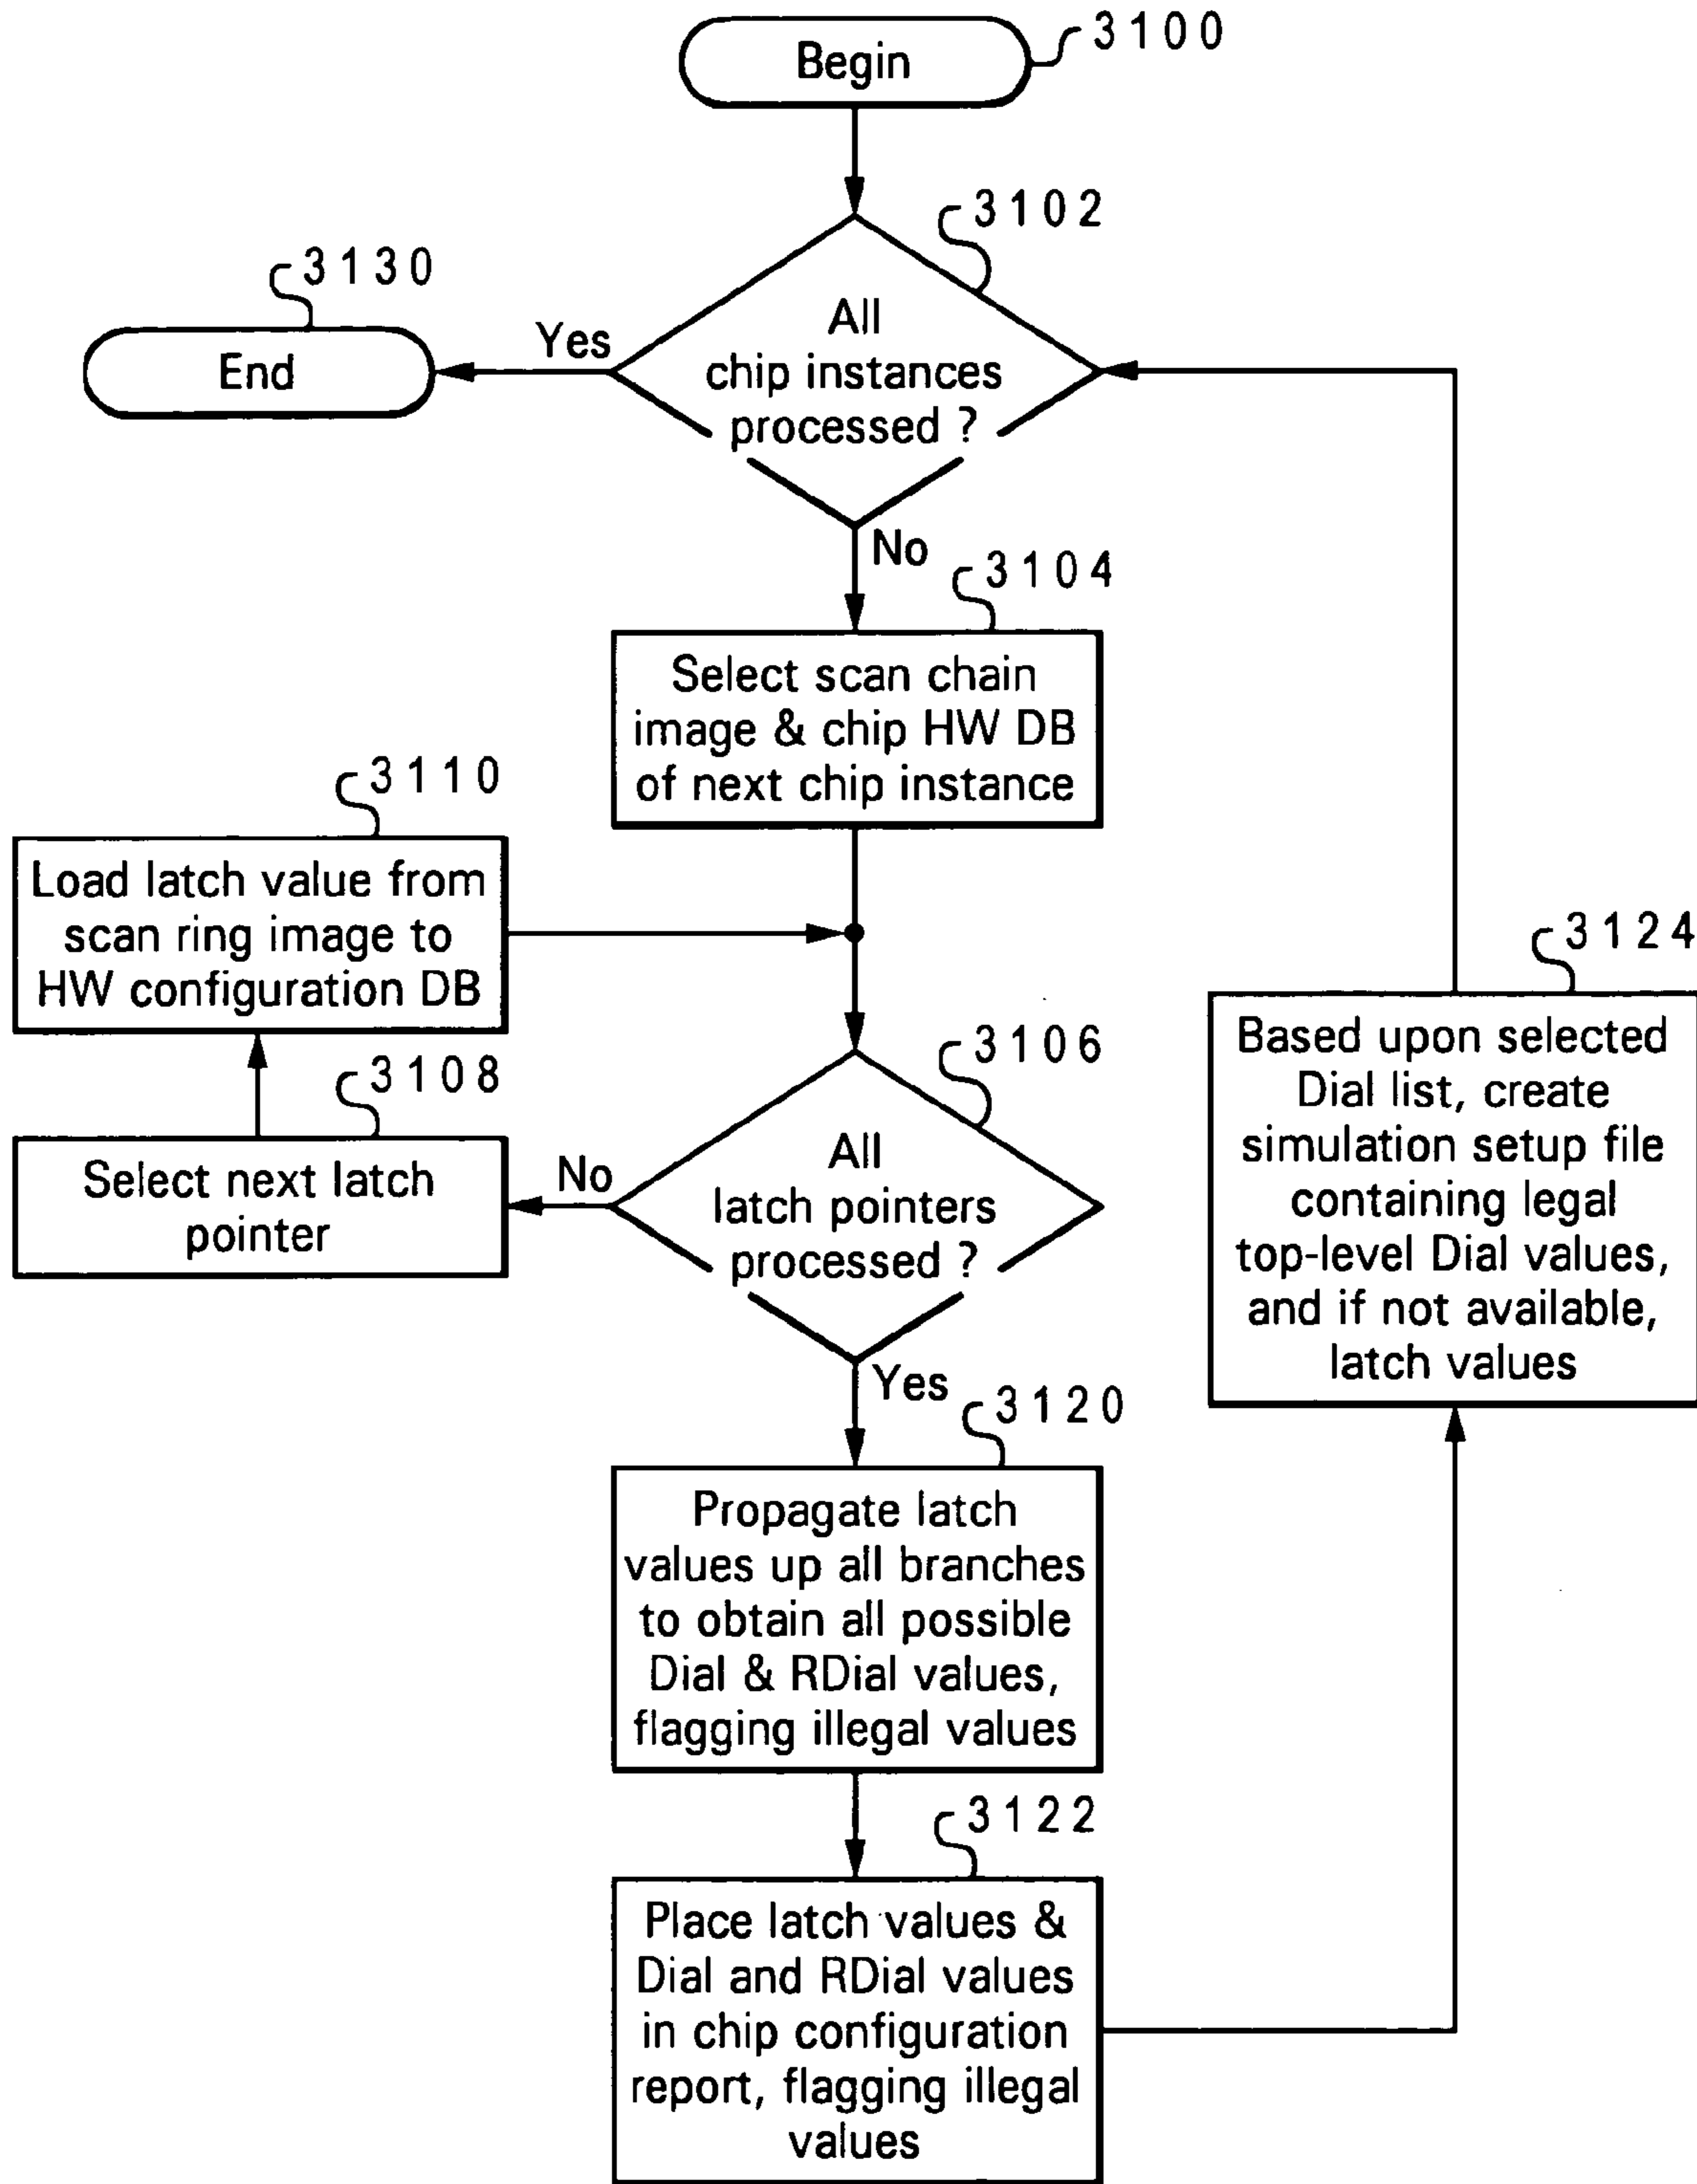 Begin
3100
3102
All
chip instances
processed ?
Yes
3130
End
No
3104
Select scan chain
image & chip HW DB
of next chip instance
3110
Load latch value from
scan ring image to
HW configuration DB
3108
Select next latch
pointer
3106
All
latch pointers
processed ?
No
Yes
3120
Propagate latch
values up all branches
to obtain all possible
Dial & RDial values,
flagging illegal values
3122
Place latch values &
Dial and RDial values
in chip configuration
report, flagging illegal
values
3124
Based upon selected
Dial list, create
simulation setup file
containing legal
top-level Dial values,
and if not available,
latch values